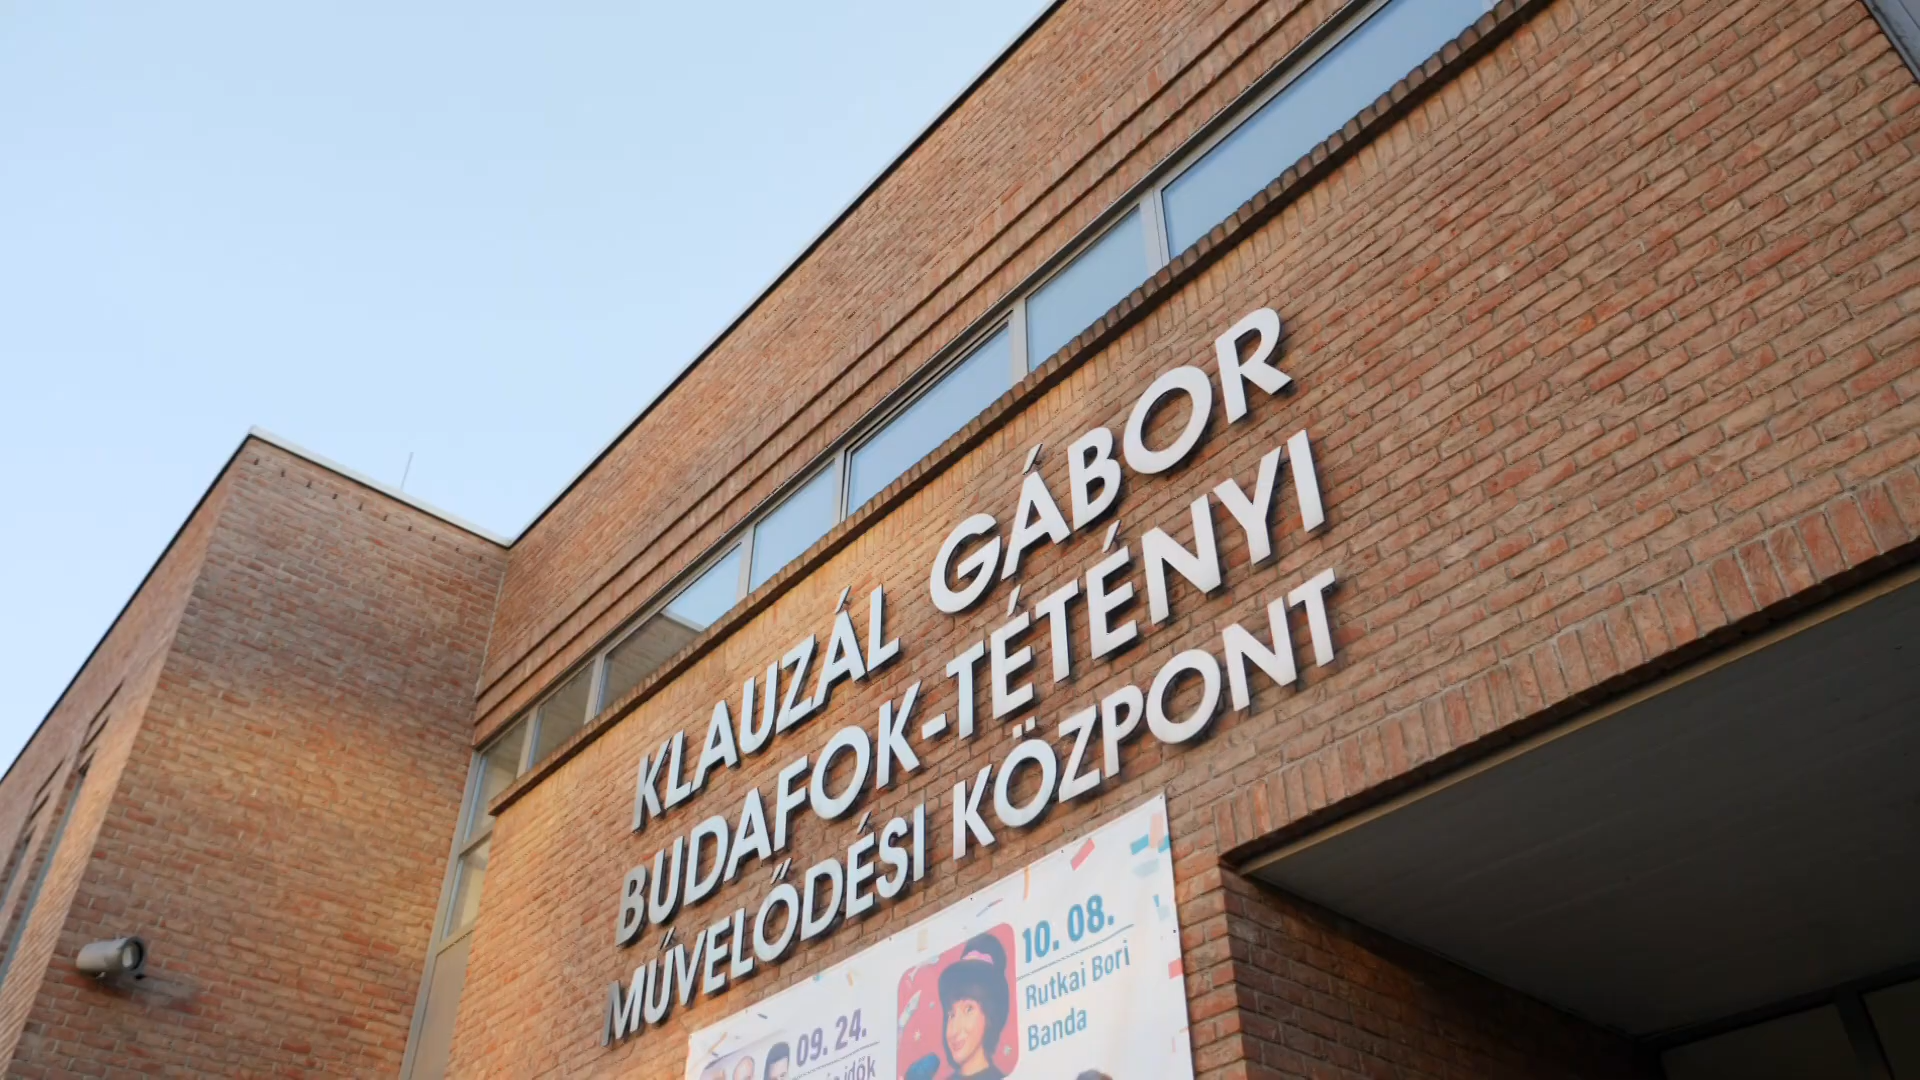 KLAUZÁL GÁBOR
BUDAFOK-TÉTÉNYI
MŰVELŐDÉSI KÖZPONT
10. 08.
Rutkai Bori
Banda
09. 24.